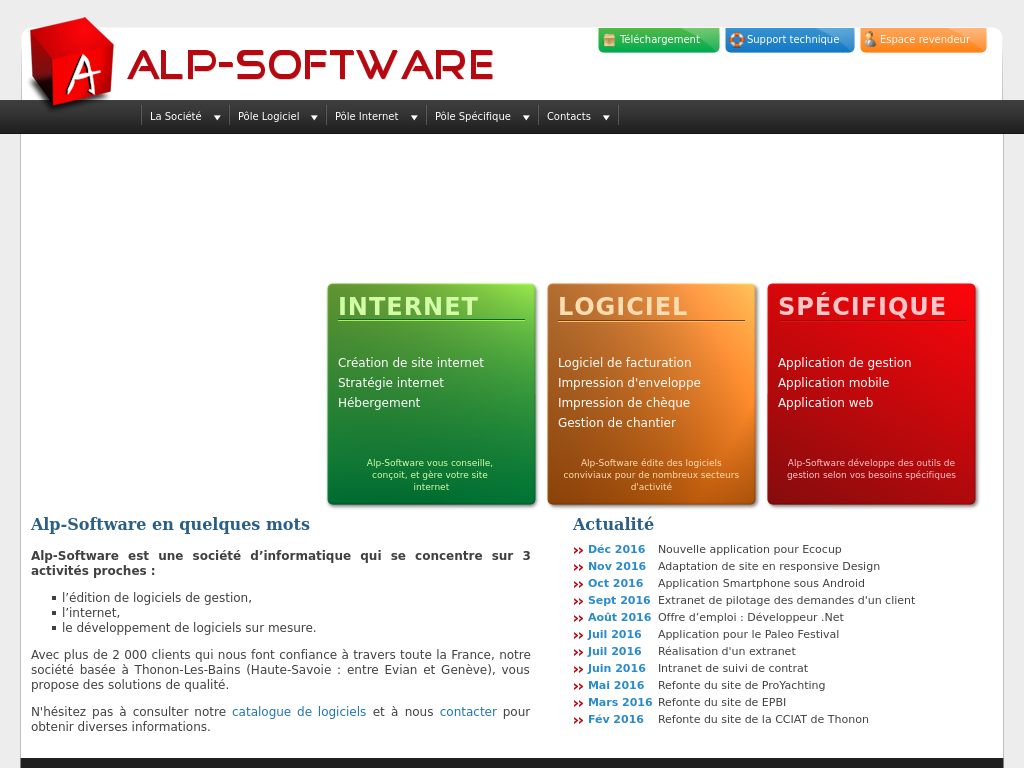 A
ALP-SOFTWARE
Téléchargement
Support technique
Espace revendeur
La Société
Pôle Logiciel
Pôle Internet
Pôle Spécifique
Contacts
INTERNET
Création de site internet
Stratégie internet
Hébergement
Alp-Software vous conseille,
conçoit, et gère votre site
internet
LOGICIEL
Logiciel de facturation
Impression d'enveloppe
Impression de chèque
Gestion de chantier
Alp-Software édite des logiciels
conviviaux pour de nombreux secteurs
d'activité
SPÉCIFIQUE
Application de gestion
Application mobile
Application web
Alp-Software développe des outils de
gestion selon vos besoins spécifiques
Alp-Software en quelques mots
Alp-Software est une société d’informatique qui se concentre sur 3
activités proches :
l’édition de logiciels de gestion,
l’internet,
le développement de logiciels sur mesure.
Avec plus de 2 000 clients qui nous font confiance à travers toute la France, notre
société basée à Thonon-Les-Bains (Haute-Savoie : entre Evian et Genève), vous
propose des solutions de qualité.
N'hésitez pas à consulter notre catalogue de logiciels et à nous contacter pour
obtenir diverses informations.
Actualité
Déc 2016 Nouvelle application pour Ecocup
Nov 2016 Adaptation de site en responsive Design
Oct 2016 Application Smartphone sous Android
Sept 2016 Extranet de pilotage des demandes d'un client
Août 2016 Offre d’emploi : Développeur .Net
Juil 2016 Application pour le Paleo Festival
Juil 2016 Réalisation d'un extranet
Juin 2016 Intranet de suivi de contrat
Mai 2016 Refonte du site de ProYachting
Mars 2016 Refonte du site de EPBI
Fév 2016 Refonte du site de la CCIAT de Thonon